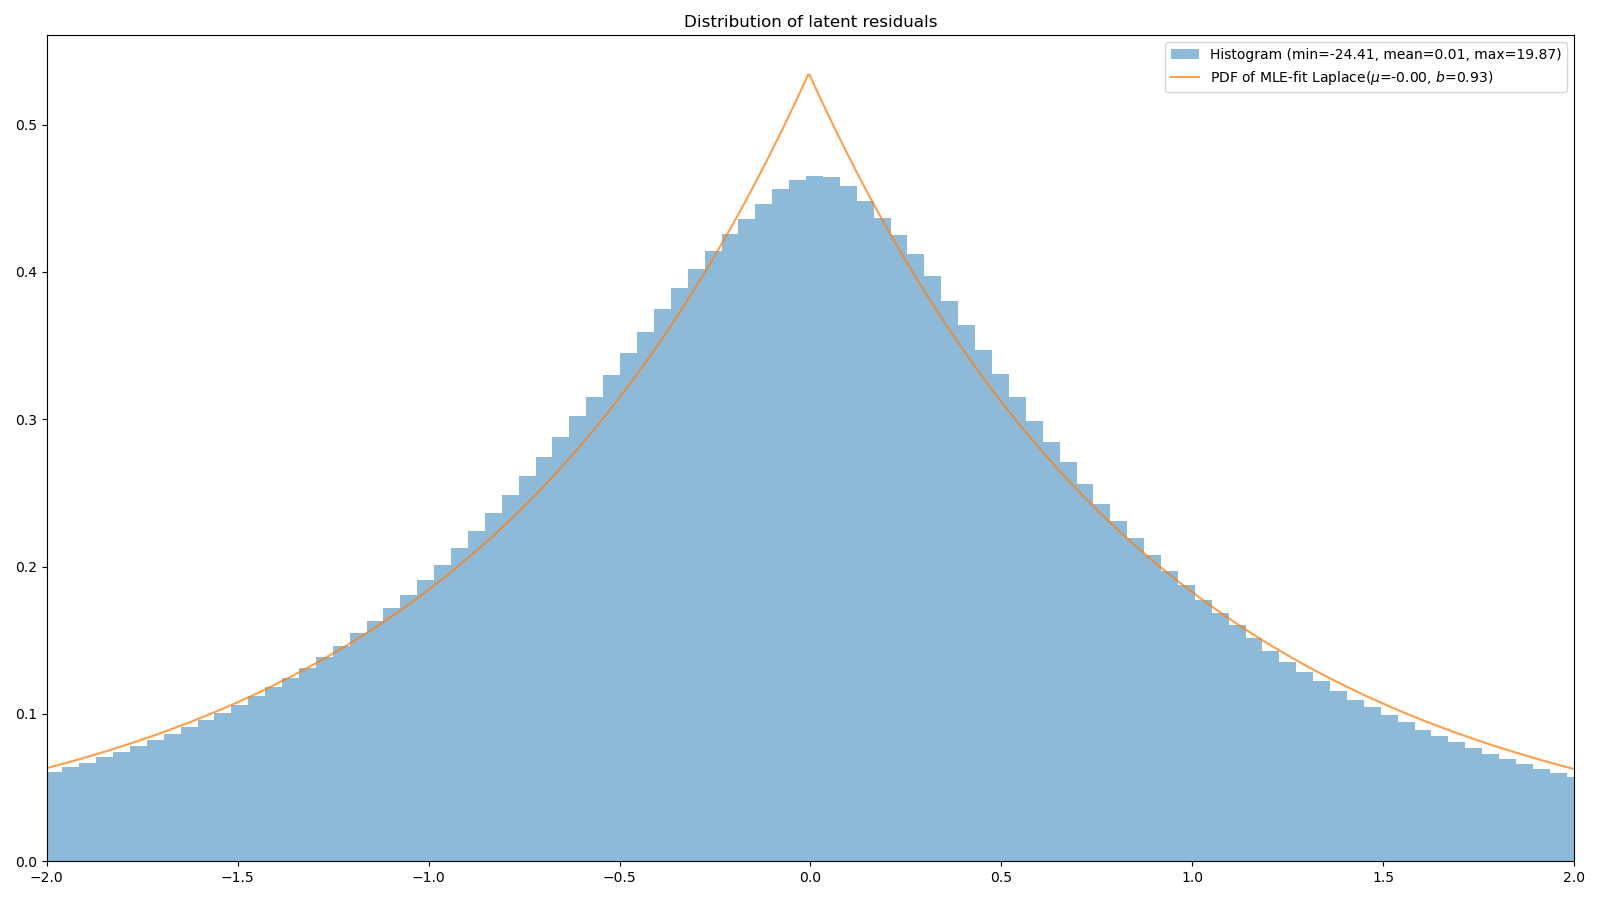 Distribution of latent residuals
Histogram (min=-24.41, mean=0.01, max=19.87)
PDF of MLE-fit Laplace(μ=-0.00, b=0.93)
0.5
0.4
0.3
0.2
0.1
0.0
−2.0 −1.5 −1.0 −0.5 0.0 0.5 1.0 1.5 2.0